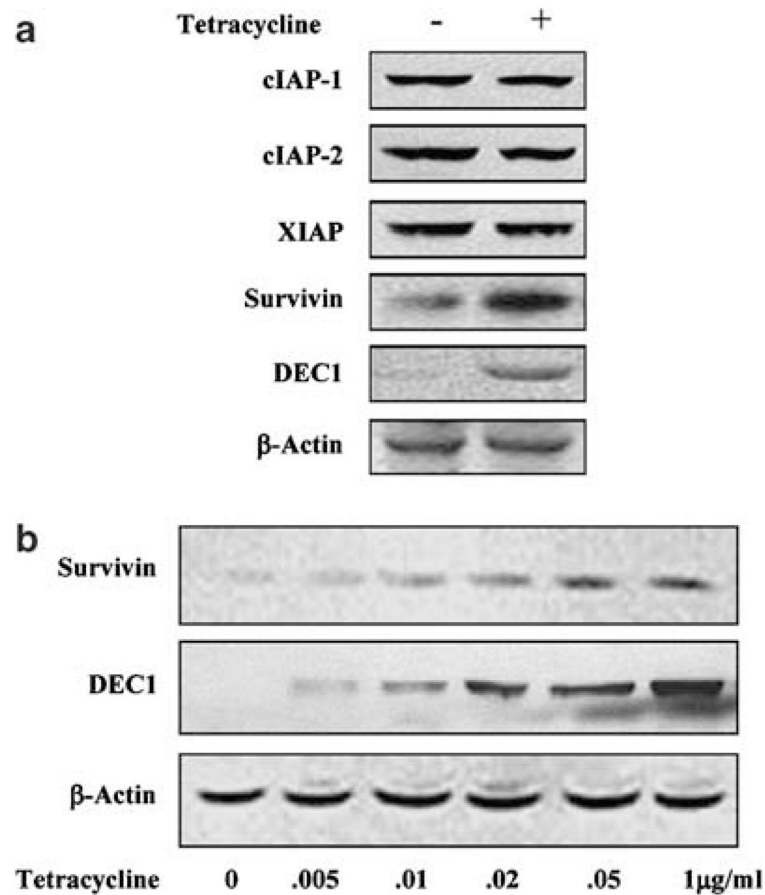 a
Tetracycline - +
cIAP-1
cIAP-2
XIAP
Survivin
DEC1
β-Actin
b
Survivin
DEC1
β-Actin
Tetracycline 0 .005 .01 .02 .05 1μg/ml